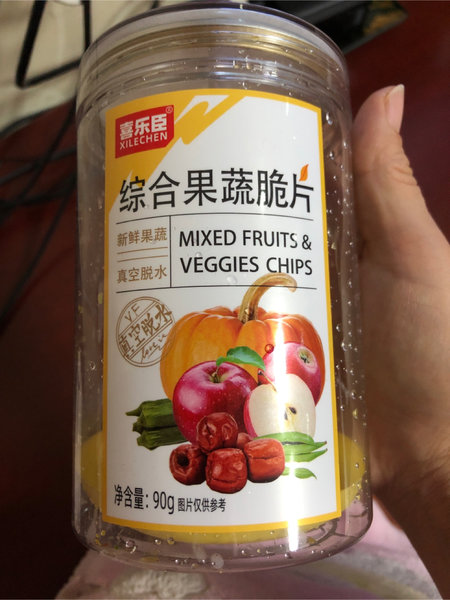 喜乐臣®
XILECHEN
综合果蔬脆片
新鲜果蔬
真空脱水
MIXED FRUITS &
VEGGIES CHIPS
VF
真空脱水
净含量: 90g 图片仅供参考